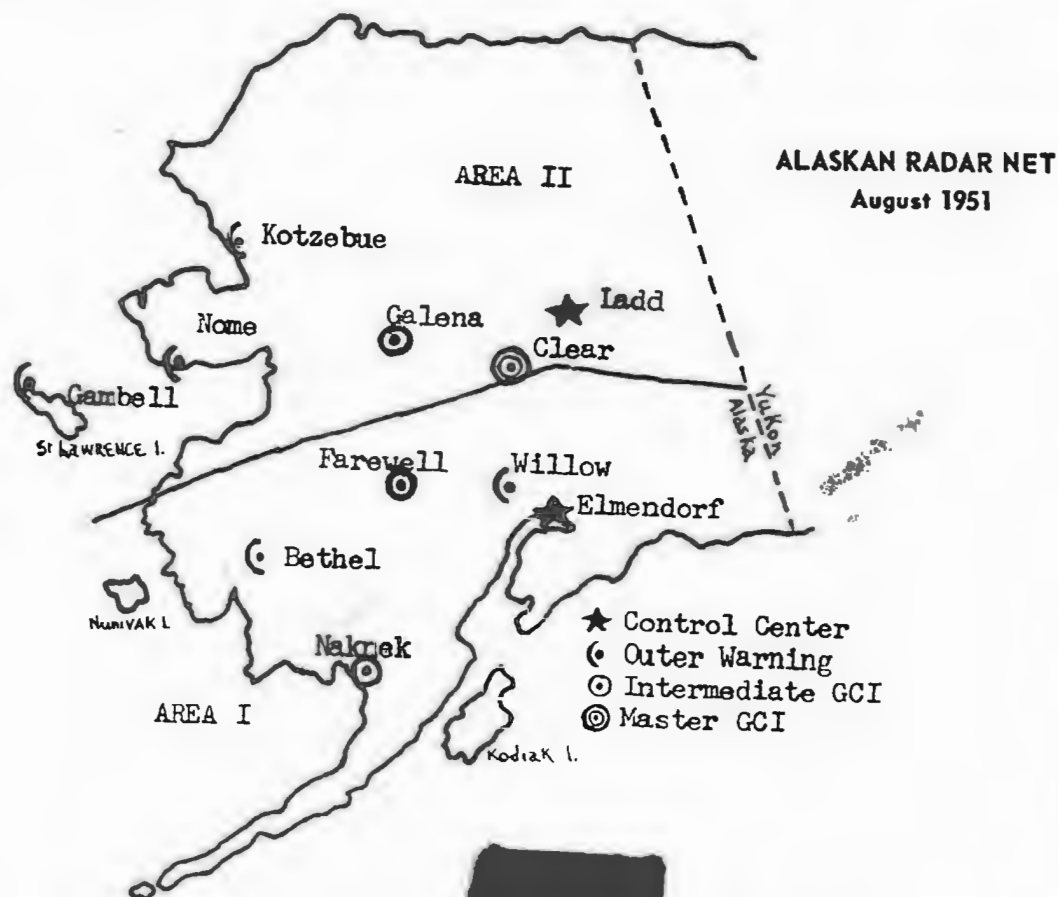 ALASKAN RADAR NET
August 1951
AREA II
Kotzebue
Ladd
Galena
Nome
Clear
Gambell
St LAWRENCE I.
Yukon
Alaska
Farewell
Willow
Elmendorf
Bethel
NUNIVAK I.
Naknek
AREA I
Kodiak I.
Control Center
Outer Warning
Intermediate GCI
Master GCI